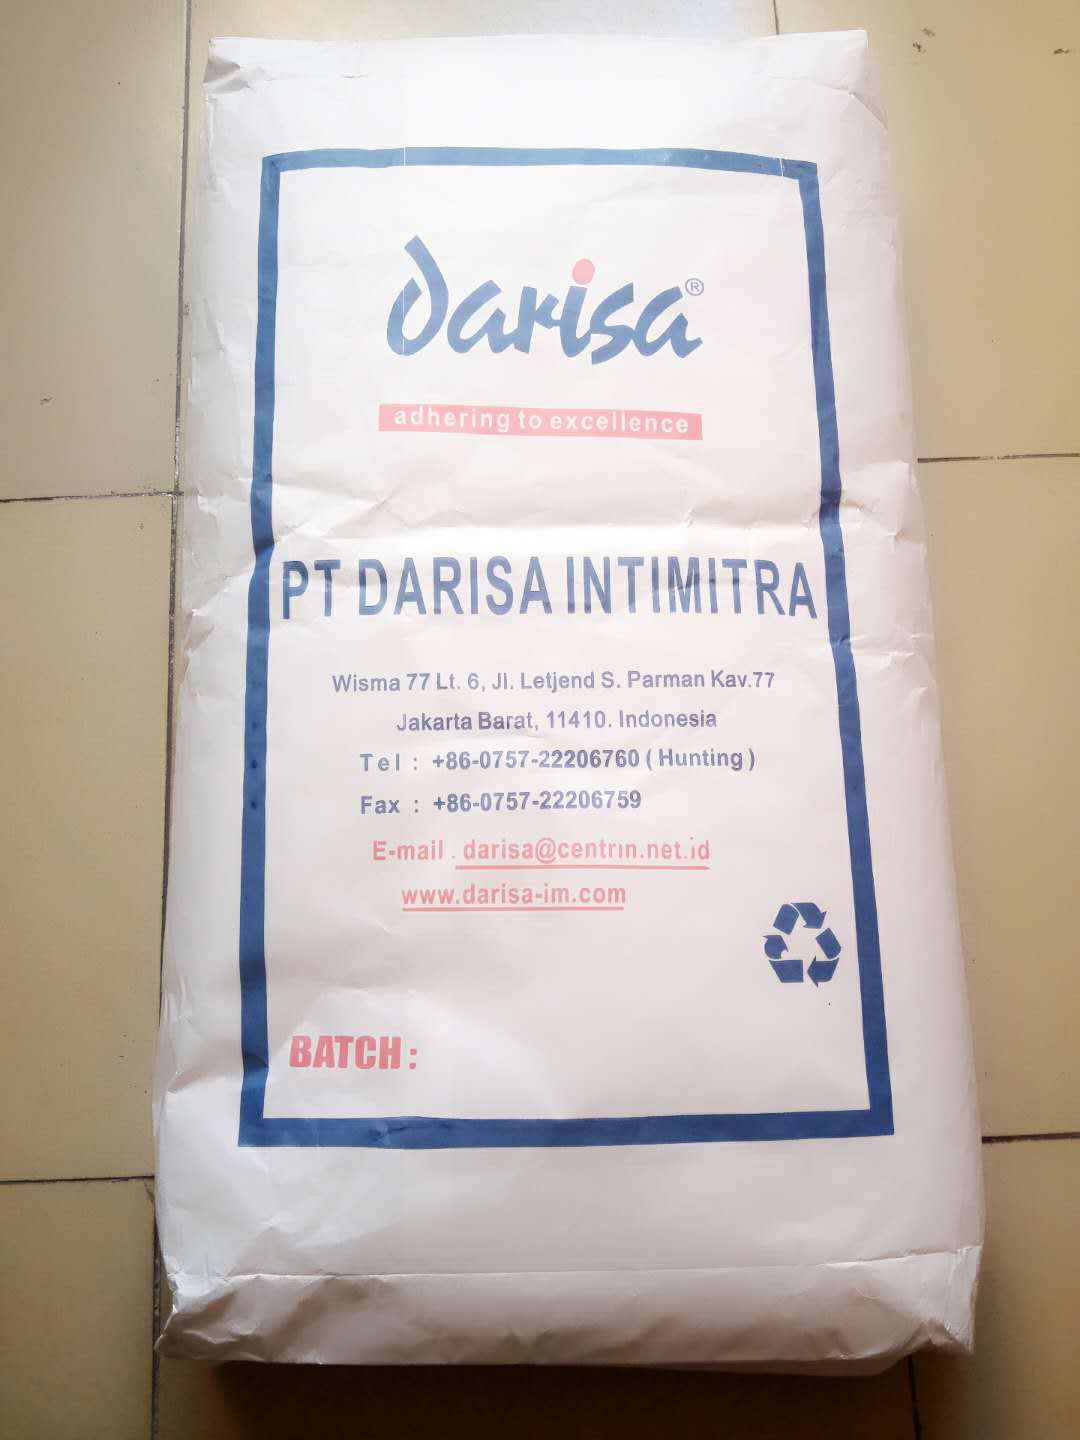 darisa®
adhering to excellence
PT DARISA INTIMITRA
Wisma 77 Lt. 6, Jl. Letjend S. Parman Kav.77
Jakarta Barat, 11410. Indonesia
Tel : +86-0757-22206760 ( Hunting )
Fax : +86-0757-22206759
E-mail . darisa@centrin.net.id
www.darisa-im.com
BATCH :